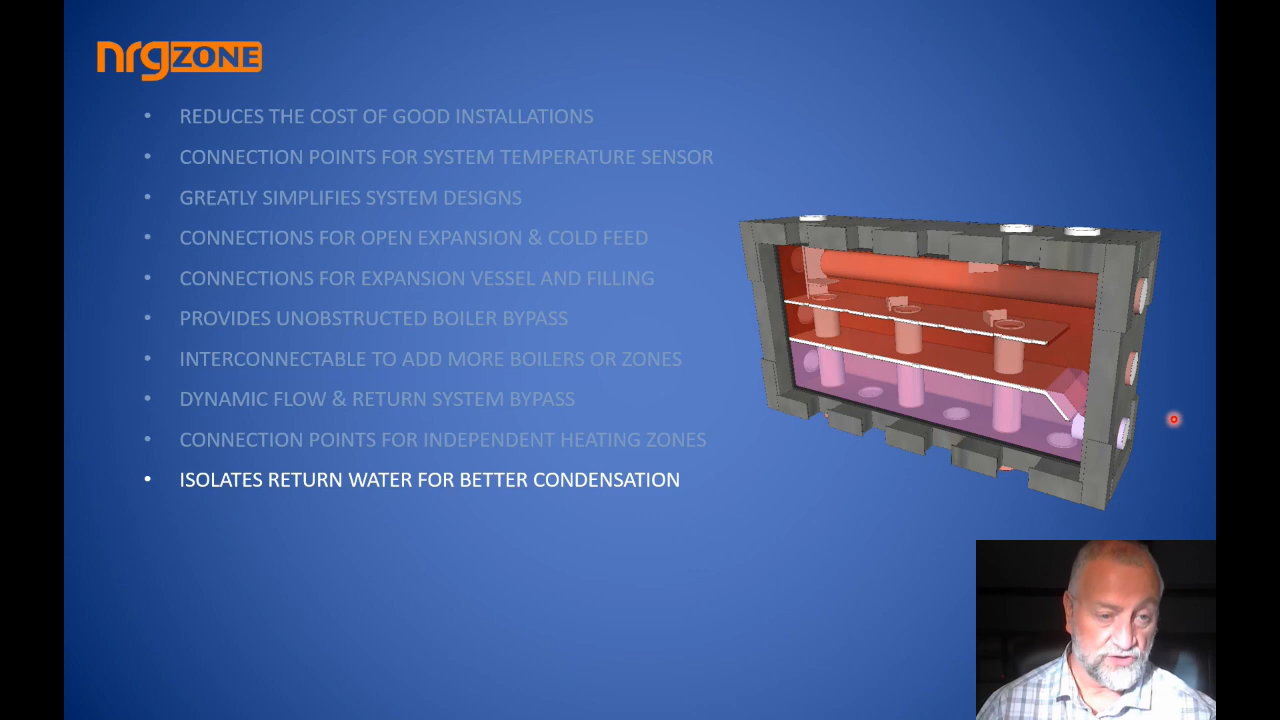 nrgZONE
• REDUCES THE COST OF GOOD INSTALLATIONS
• CONNECTION POINTS FOR SYSTEM TEMPERATURE SENSOR
• GREATLY SIMPLIFIES SYSTEM DESIGNS
• CONNECTIONS FOR OPEN EXPANSION & COLD FEED
• CONNECTIONS FOR EXPANSION VESSEL AND FILLING
• PROVIDES UNOBSTRUCTED BOILER BYPASS
• INTERCONNECTABLE TO ADD MORE BOILERS OR ZONES
• DYNAMIC FLOW & RETURN SYSTEM BYPASS
• CONNECTION POINTS FOR INDEPENDENT HEATING ZONES
• ISOLATES RETURN WATER FOR BETTER CONDENSATION